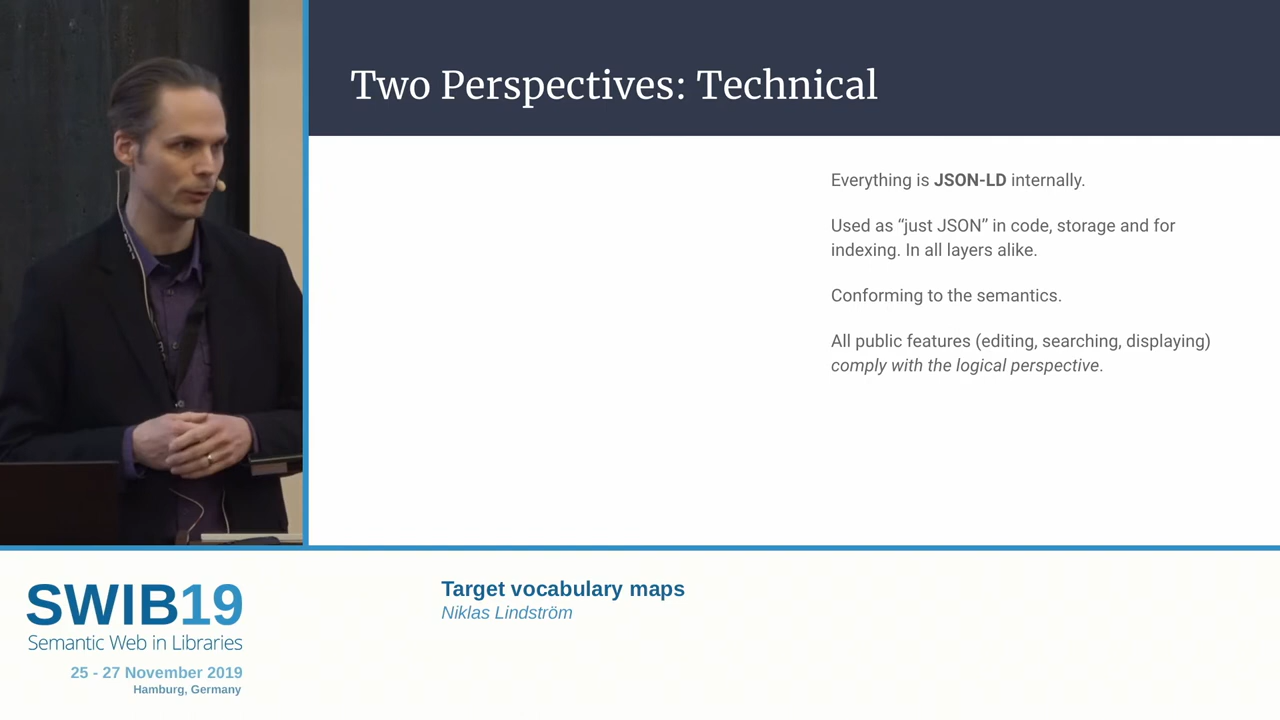 Two Perspectives: Technical
Everything is JSON-LD internally.
Used as “just JSON” in code, storage and for
indexing. In all layers alike.
Conforming to the semantics.
All public features (editing, searching, displaying)
comply with the logical perspective.
SWIB19
Semantic Web in Libraries
25 - 27 November 2019
Hamburg, Germany
Target vocabulary maps
Niklas Lindström